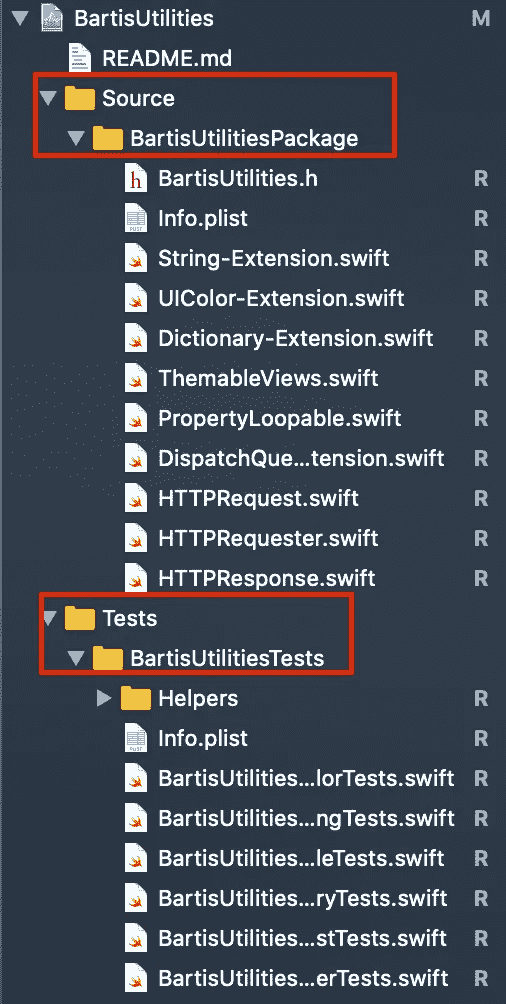 BartisUtilities M
README.md
Source
BartisUtilitiesPackage
BartisUtilities.h R
Info.plist R
String-Extension.swift R
UIColor-Extension.swift R
Dictionary-Extension.swift R
ThemableViews.swift R
PropertyLoopable.swift R
DispatchQue...tension.swift R
HTTPRequest.swift R
HTTPRequester.swift R
HTTPResponse.swift R
Tests
BartisUtilitiesTests
Helpers R
Info.plist R
BartisUtilities...lorTests.swift R
BartisUtilities...ngTests.swift R
BartisUtilities...leTests.swift R
BartisUtilities...ryTests.swift R
BartisUtilities...stTests.swift R
BartisUtilities...erTests.swift R